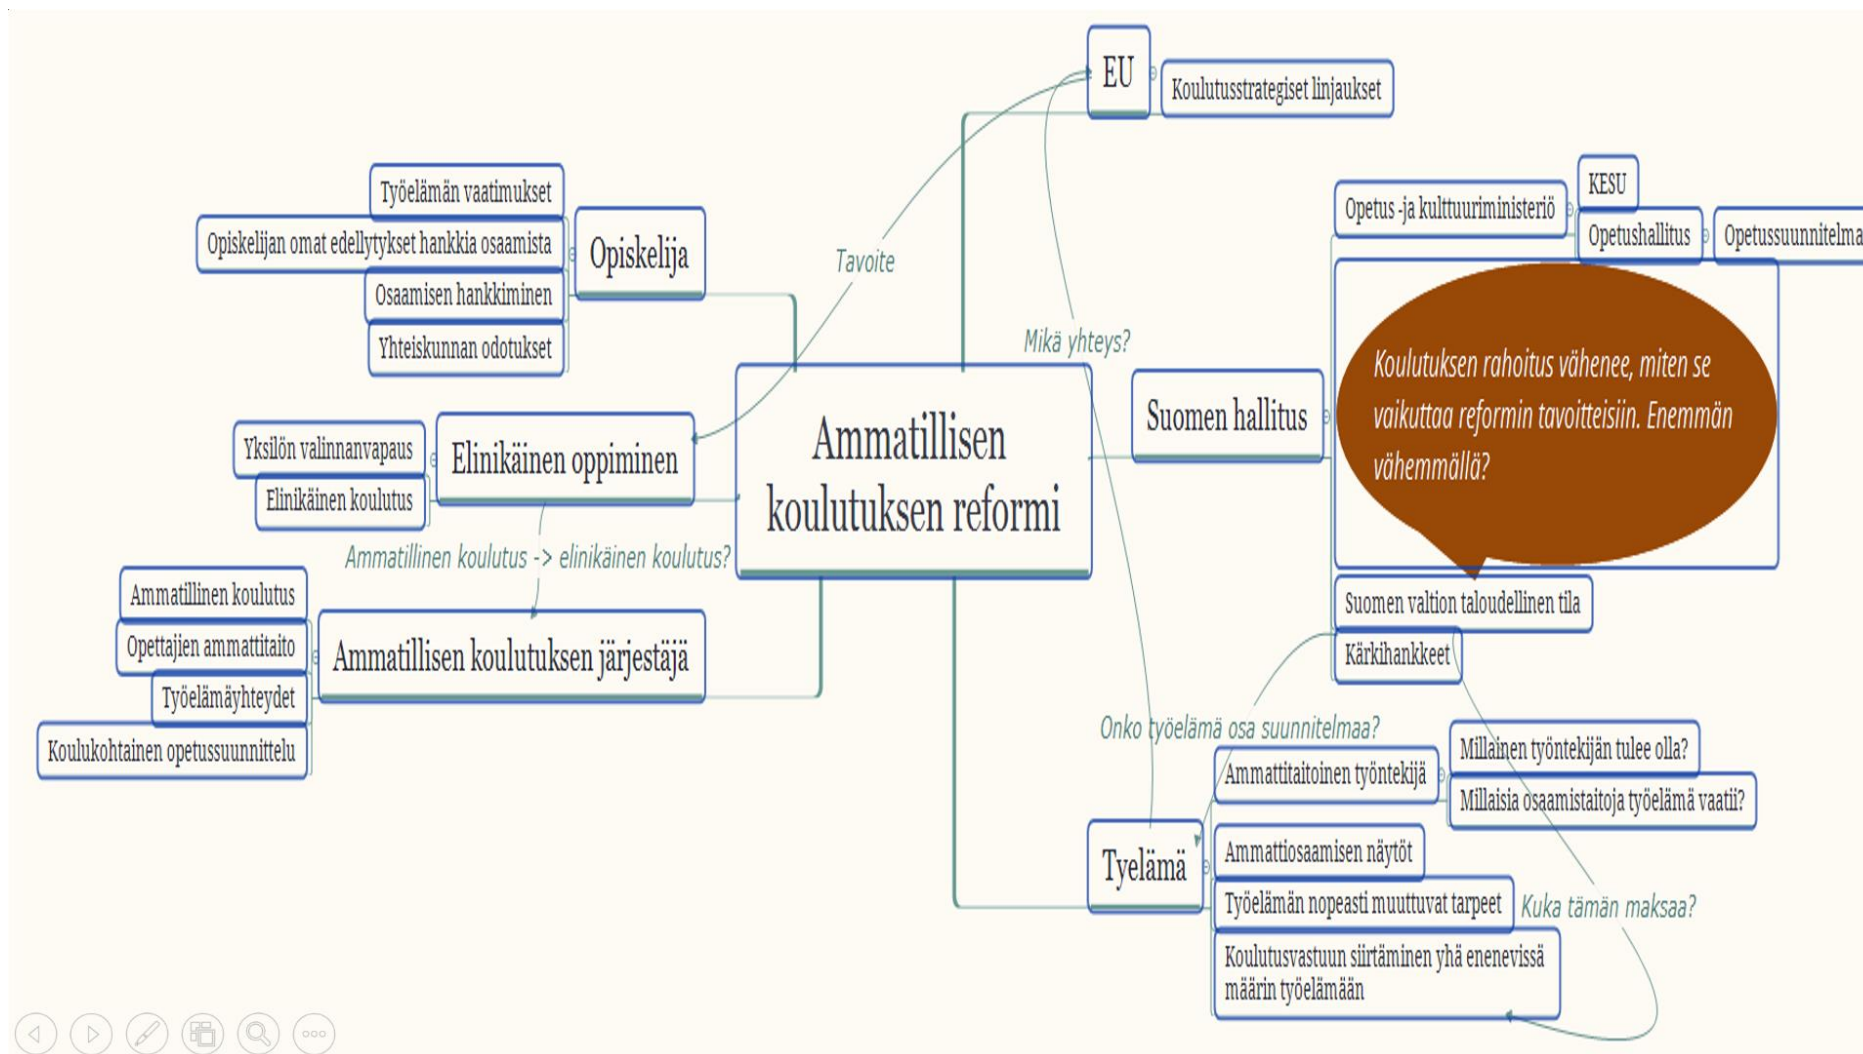 EU
Koulutusstrategiset linjaukset
Työelämän vaatimukset
Opiskelijan omat edellytykset hankkia osaamista
Osaamisen hankkiminen
Yhteiskunnan odotukset
Opiskelija
Tavoite
Mikä yhteys?
Opetus -ja kulttuuriministeriö
KESU
Opetushallitus
Opetussuunnitelma
Suomen hallitus
Koulutuksen rahoitus vähenee, miten se
vaikuttaa reformin tavoitteisiin. Enemmän
vähemmällä?
Suomen valtion taloudellinen tila
Kärkihankkeet
Ammatillisen
koulutuksen reformi
Yksilön valinnanvapaus
Elinikäinen koulutus
Elinikäinen oppiminen
Ammatillinen koulutus -> elinikäinen koulutus?
Ammatillinen koulutus
Opettajien ammattitaito
Työelämäyhteydet
Koulukohtainen opetussuunnittelu
Ammatillisen koulutuksen järjestäjä
Onko työelämä osa suunnitelmaa?
Tyelämä
Ammattitaitoinen työntekijä
Millainen työntekijän tulee olla?
Millaisia osaamistaitoja työelämä vaatii?
Ammattiosaamisen näytöt
Työelämän nopeasti muuttuvat tarpeet
Kuka tämän maksaa?
Koulutusvastuun siirtäminen yhä enenevissä
määrin työelämään